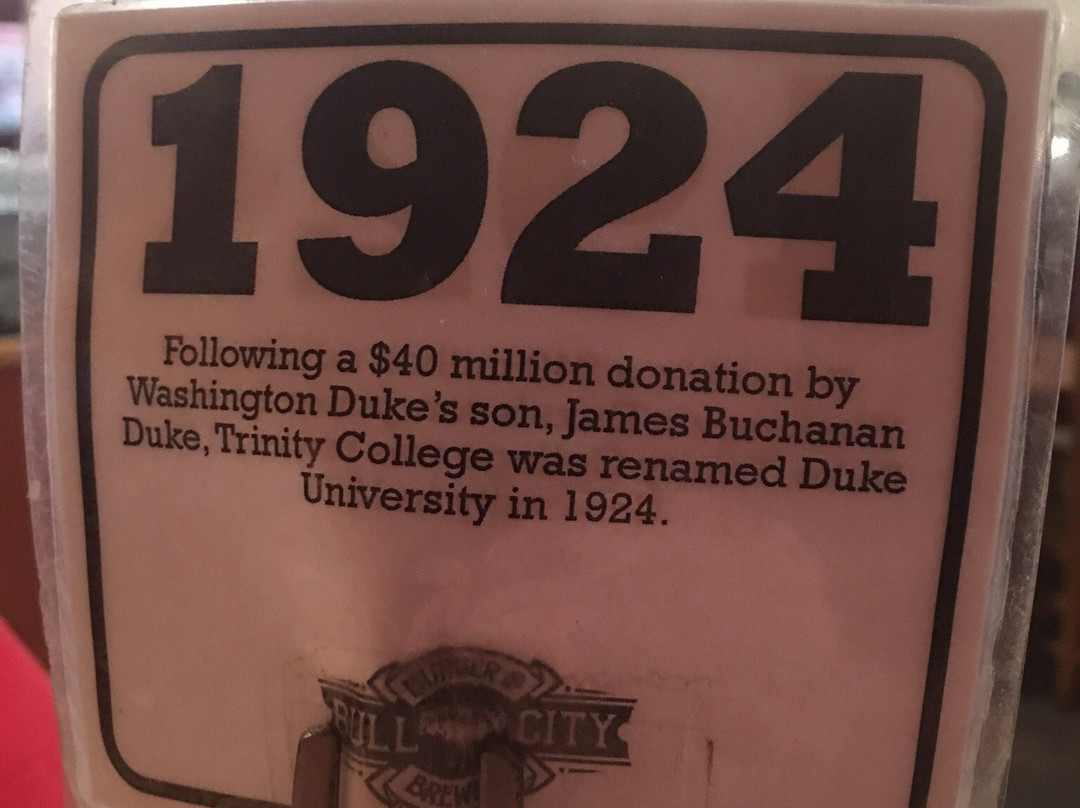 1924
Following a $40 million donation by
Washington Duke's son, James Buchanan
Duke, Trinity College was renamed Duke
University in 1924.
BURGER &
BULL CITY